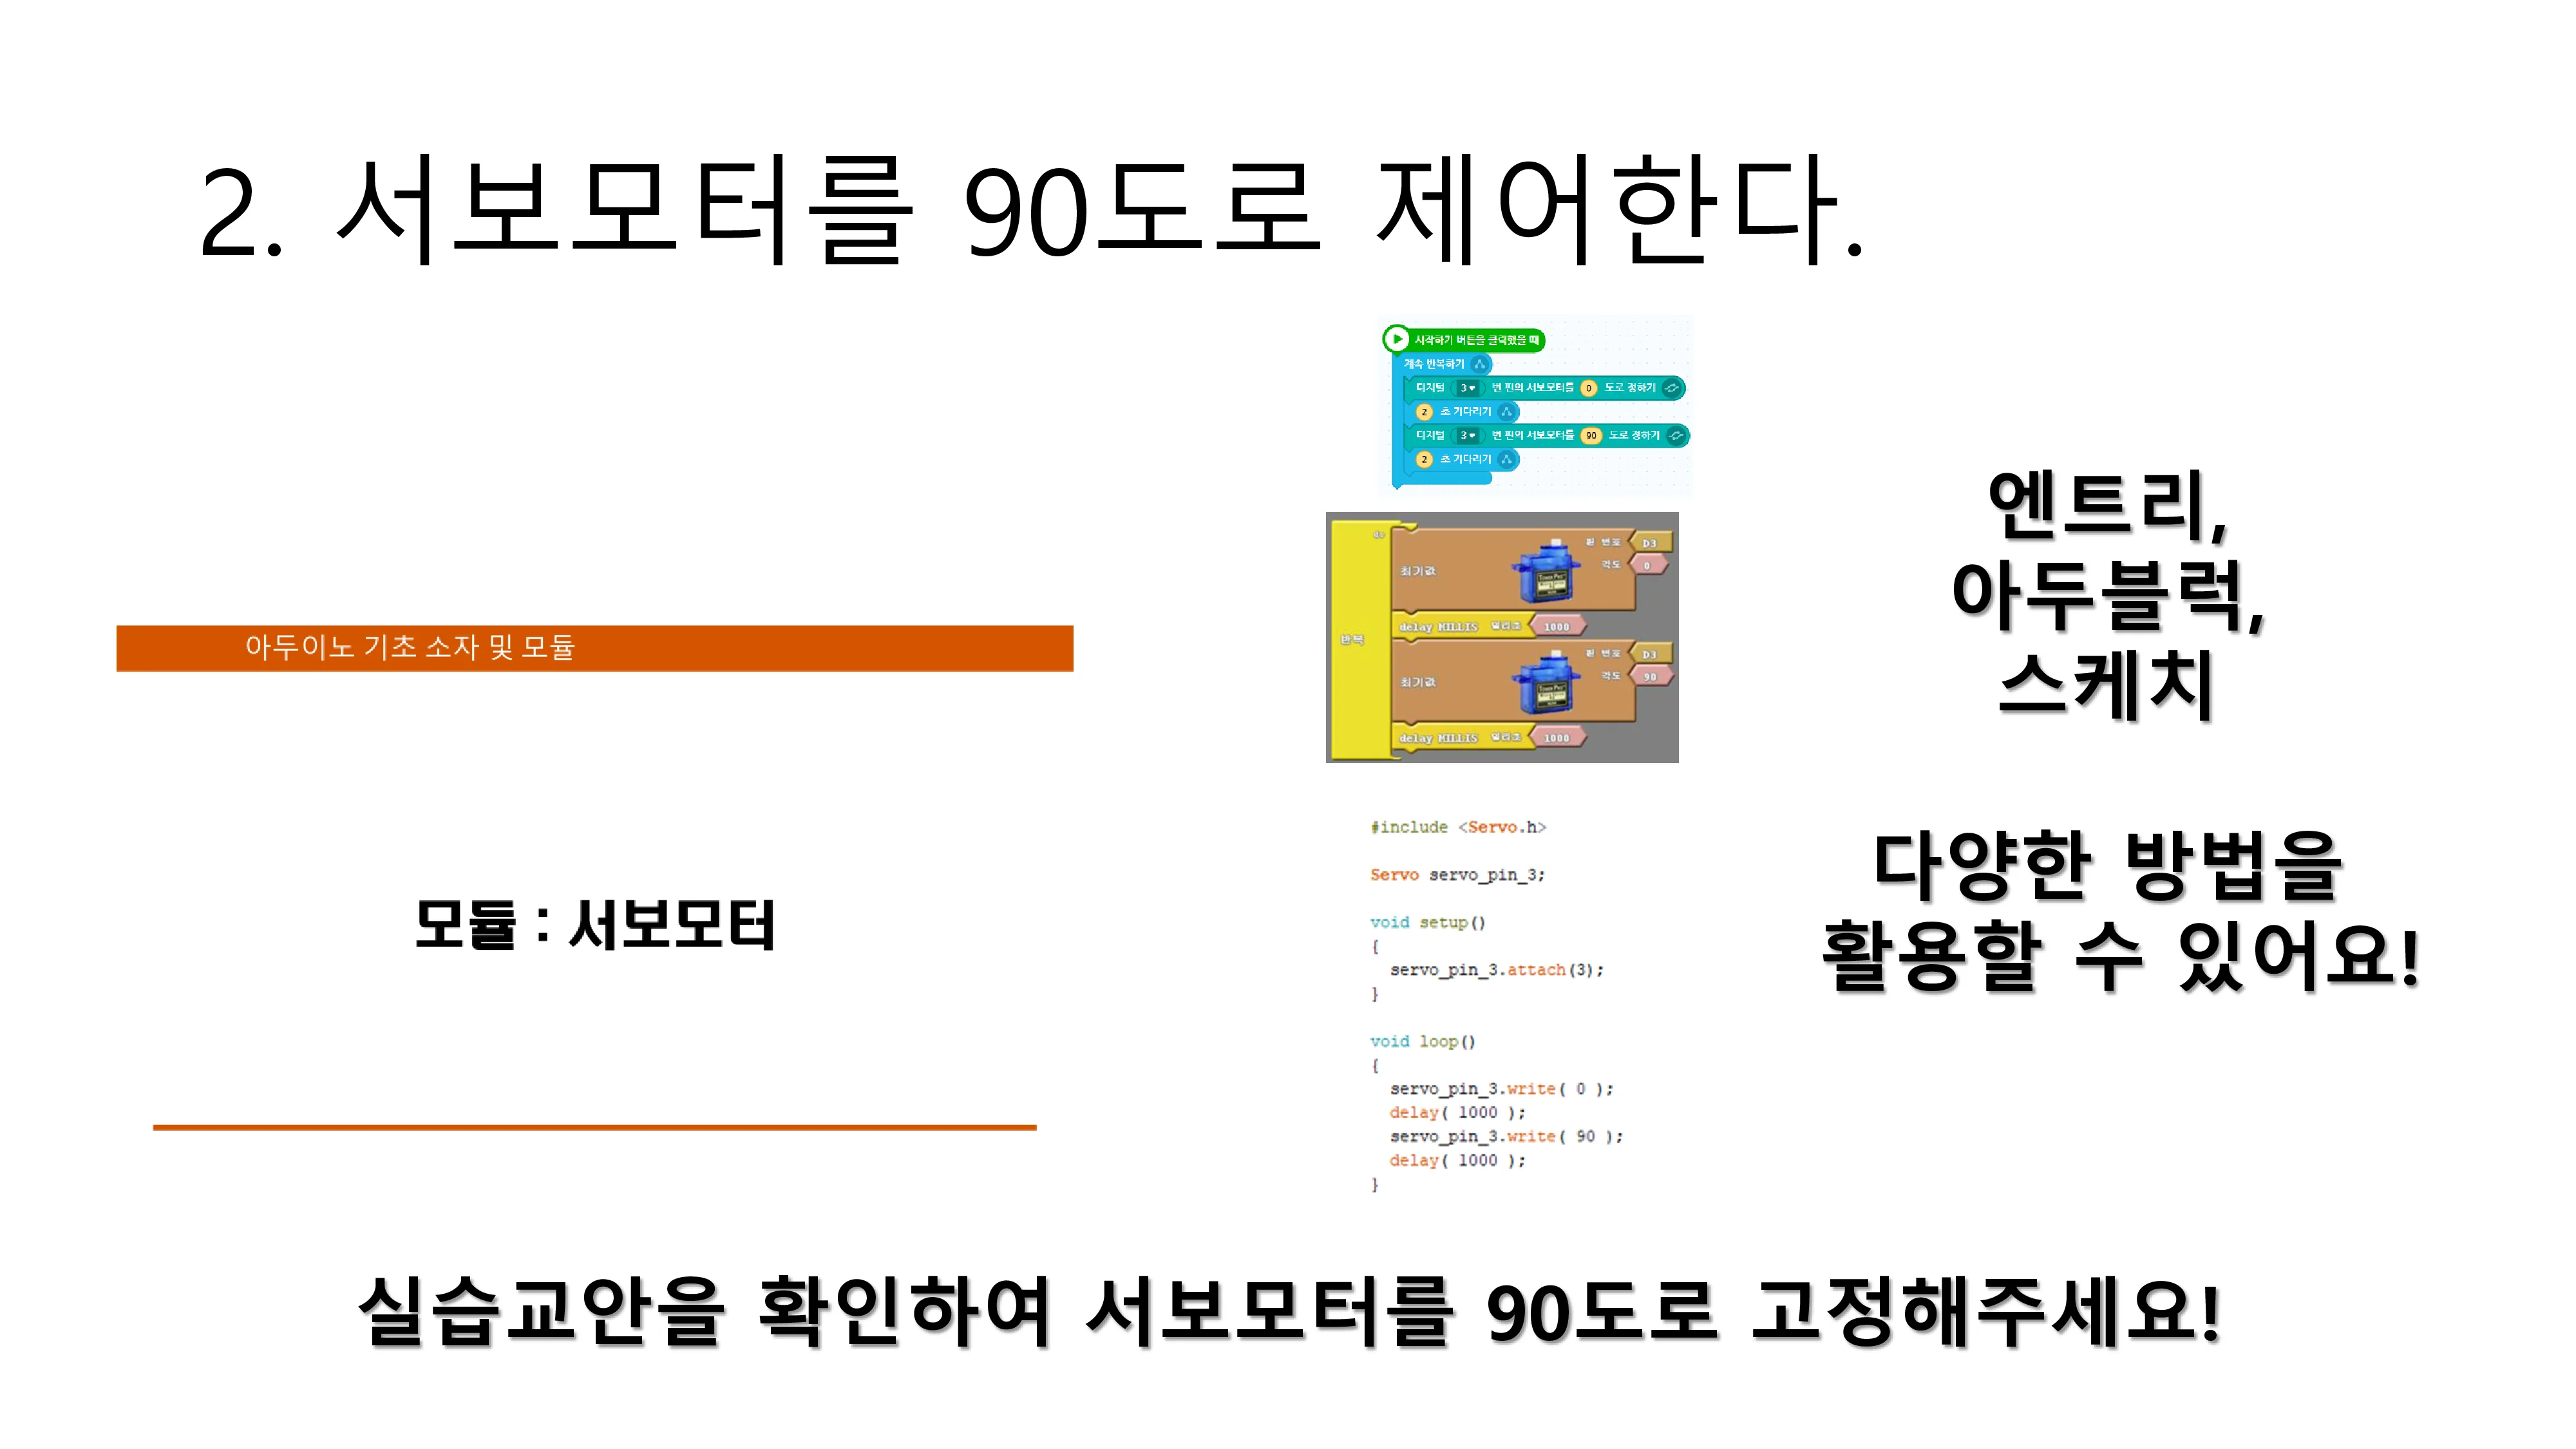 2. 서보모터를 90도로 제어한다.
시작하기 버튼을 클릭했을 때
계속 반복하기
디지털 3 번 핀의 서보모터를 0 도로 정하기
2 초 기다리기
디지털 3 번 핀의 서보모터를 90 도로 정하기
2 초 기다리기
do
핀 번호 D3
각도 0
최기값
delay MILLIS 밀리초 1000
반복
핀 번호 D3
각도 90
최기값
delay MILLIS 밀리초 1000
엔트리,
아두블럭,
스케치
다양한 방법을
활용할 수 있어요!
아두이노 기초 소자 및 모듈
모듈 : 서보모터
#include <Servo.h>
Servo servo_pin_3;
void setup()
{
servo_pin_3.attach(3);
}
void loop()
{
servo_pin_3.write( 0 );
delay( 1000 );
servo_pin_3.write( 90 );
delay( 1000 );
}
실습교안을 확인하여 서보모터를 90도로 고정해주세요!